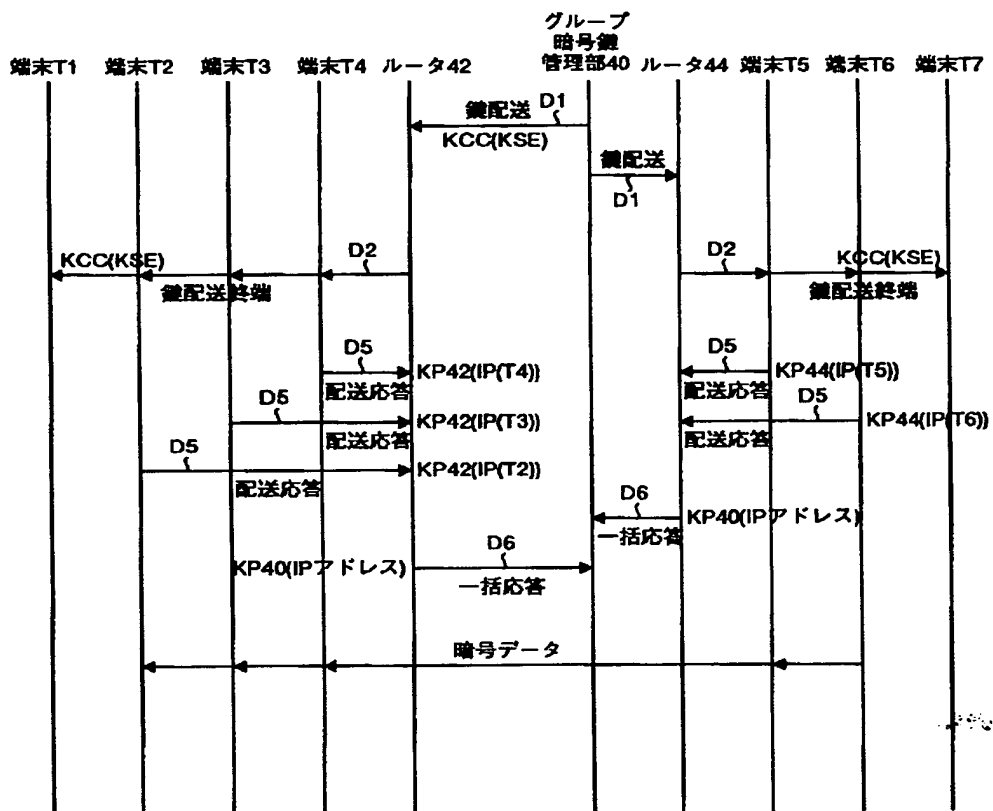 グループ
暗号鍵
管理部40
端末T1 端末T2 端末T3 端末T4 ルータ42 ルータ44 端末T5 端末T6 端末T7
鍵配送 D1
KCC(KSE)
鍵配送
D1
D2 D2
KCC(KSE) KCC(KSE)
鍵配送終端 鍵配送終端
D5 KP42(IP(T4)) D5 KP44(IP(T5))
配送応答 配送応答
D5 KP42(IP(T3)) D5 KP44(IP(T6))
配送応答 配送応答
D5 KP42(IP(T2))
配送応答
D6 KP40(IPアドレス)
一括応答
KP40(IPアドレス) D6
一括応答
暗号データ